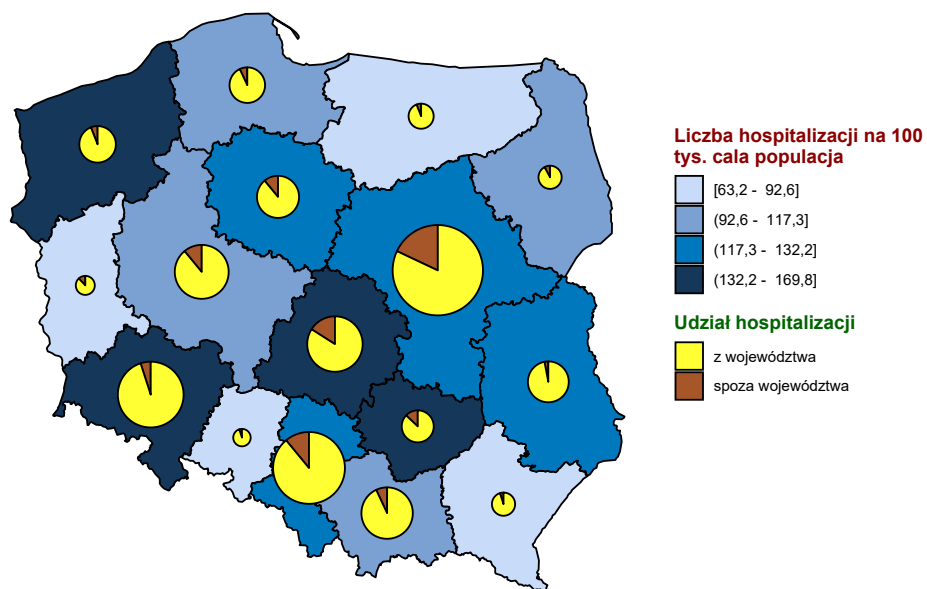 Liczba hospitalizacji na 100
tys. cala populacja
[63,2 - 92,6]
(92,6 - 117,3]
(117,3 - 132,2]
(132,2 - 169,8]
Udział hospitalizacji
z województwa
spoza województwa